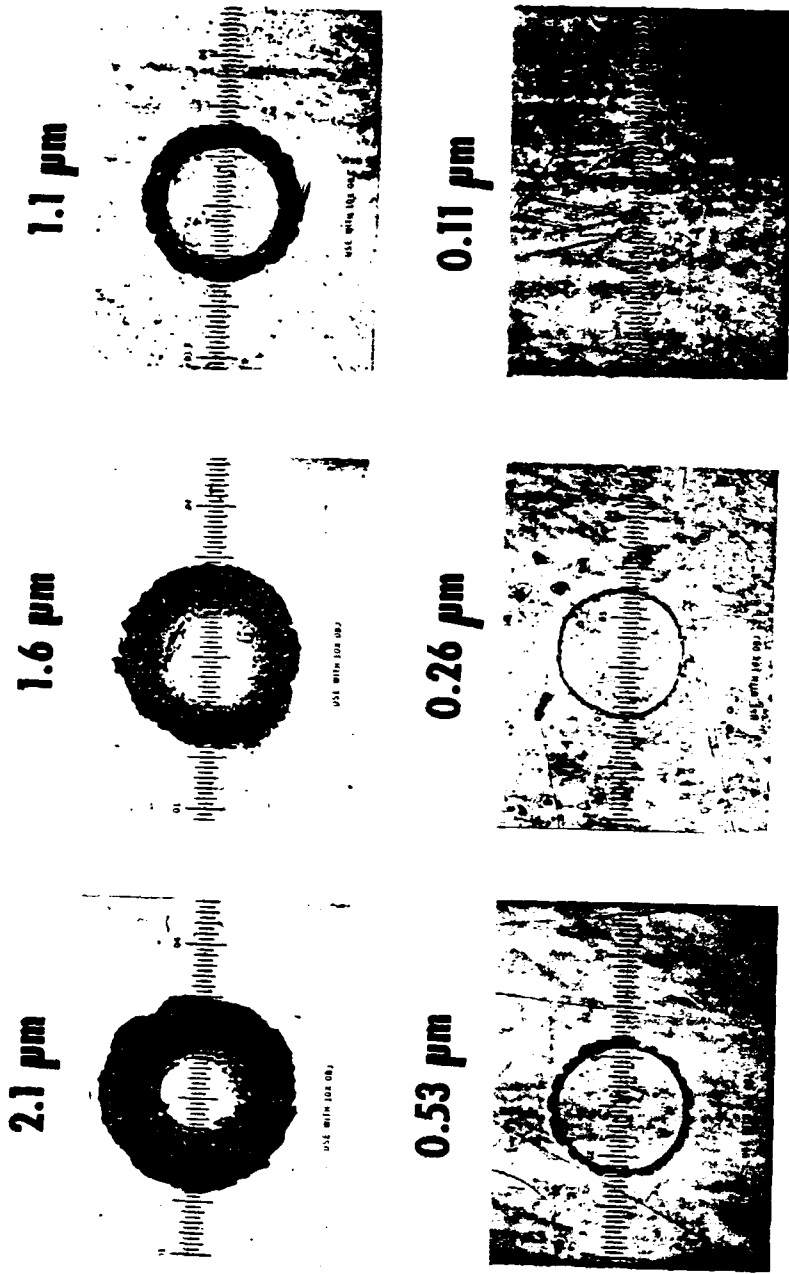 2.1 µm
1.6 µm
1.1 µm
USE WITH 10X OBJ
10
USE WITH 10X OBJ
0.53 µm
0.26 µm
0.11 µm